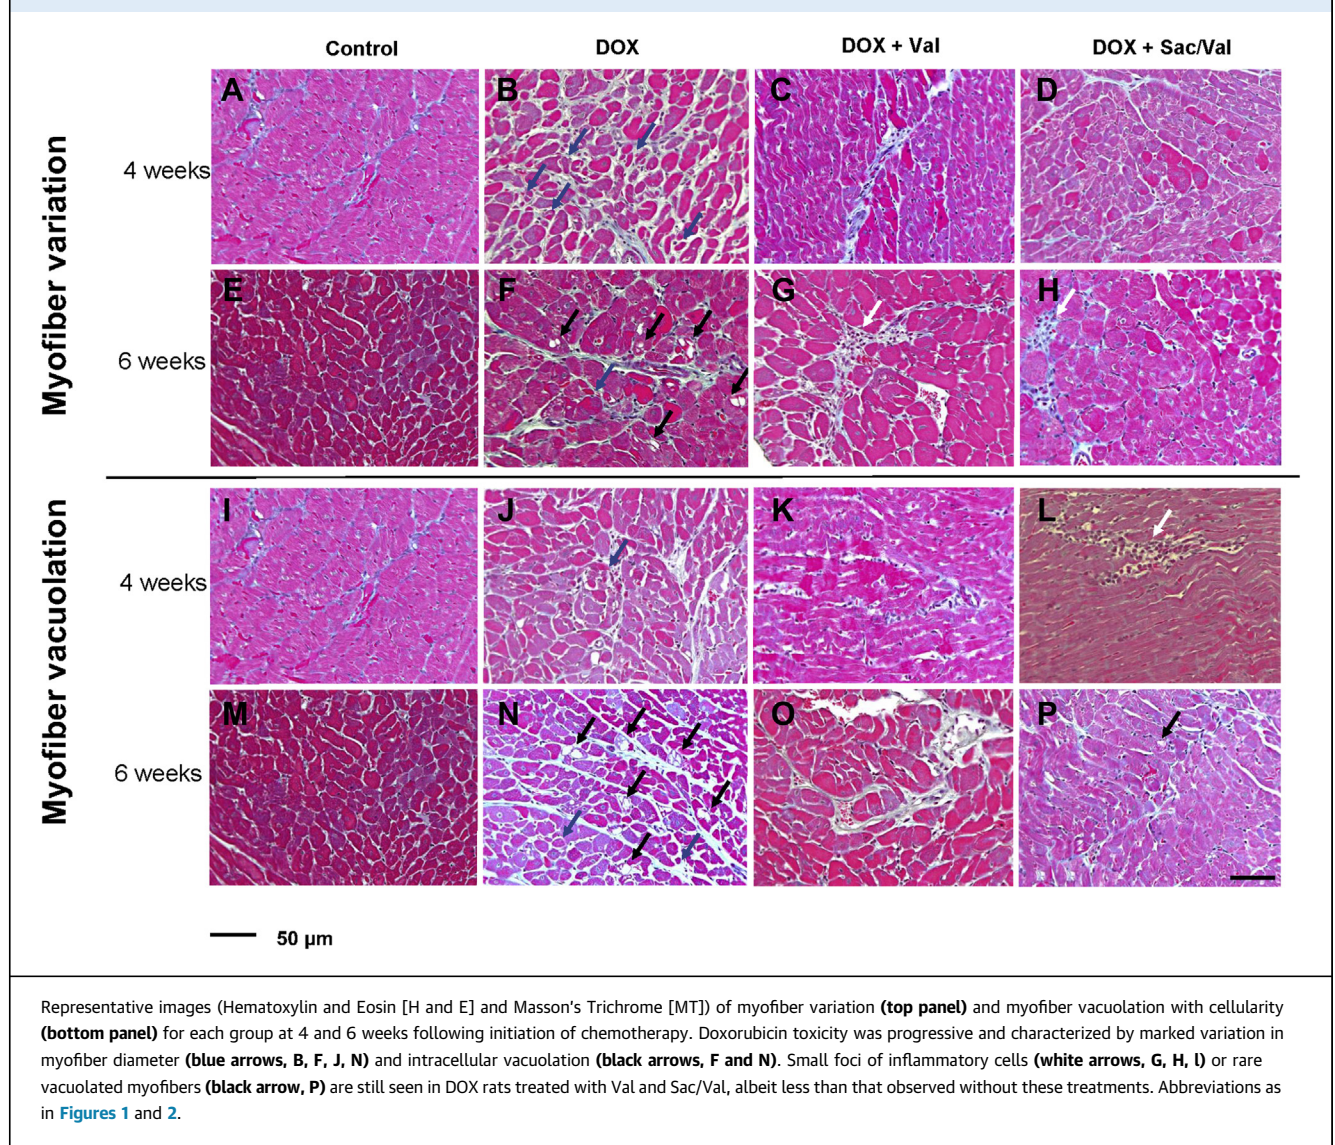 Control DOX DOX + Val DOX + Sac/Val
Myofiber variation
4 weeks
A B C D
6 weeks
E F G H
Myofiber vacuolation
4 weeks
I J K L
6 weeks
M N O P
50 µm
Representative images (Hematoxylin and Eosin [H and E] and Masson's Trichrome [MT]) of myofiber variation (top panel) and myofiber vacuolation with cellularity
(bottom panel) for each group at 4 and 6 weeks following initiation of chemotherapy. Doxorubicin toxicity was progressive and characterized by marked variation in
myofiber diameter (blue arrows, B, F, J, N) and intracellular vacuolation (black arrows, F and N). Small foci of inflammatory cells (white arrows, G, H, l) or rare
vacuolated myofibers (black arrow, P) are still seen in DOX rats treated with Val and Sac/Val, albeit less than that observed without these treatments. Abbreviations as
in Figures 1 and 2.